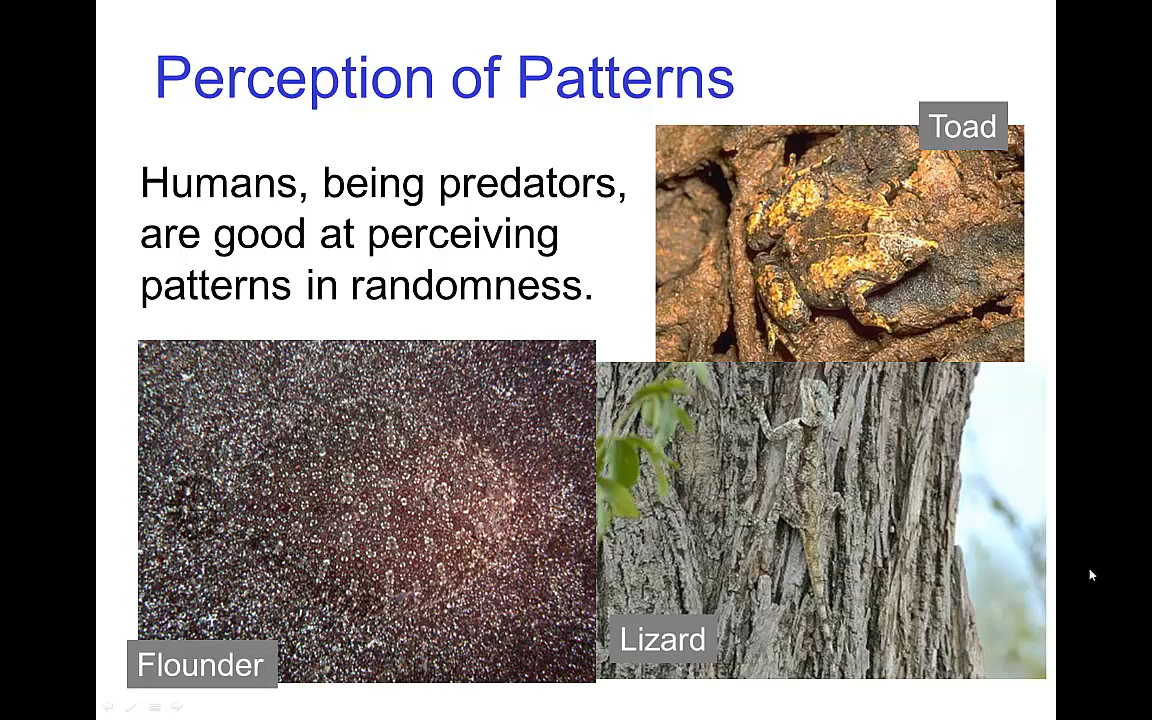 Perception of Patterns
Toad
Humans, being predators,
are good at perceiving
patterns in randomness.
Lizard
Flounder